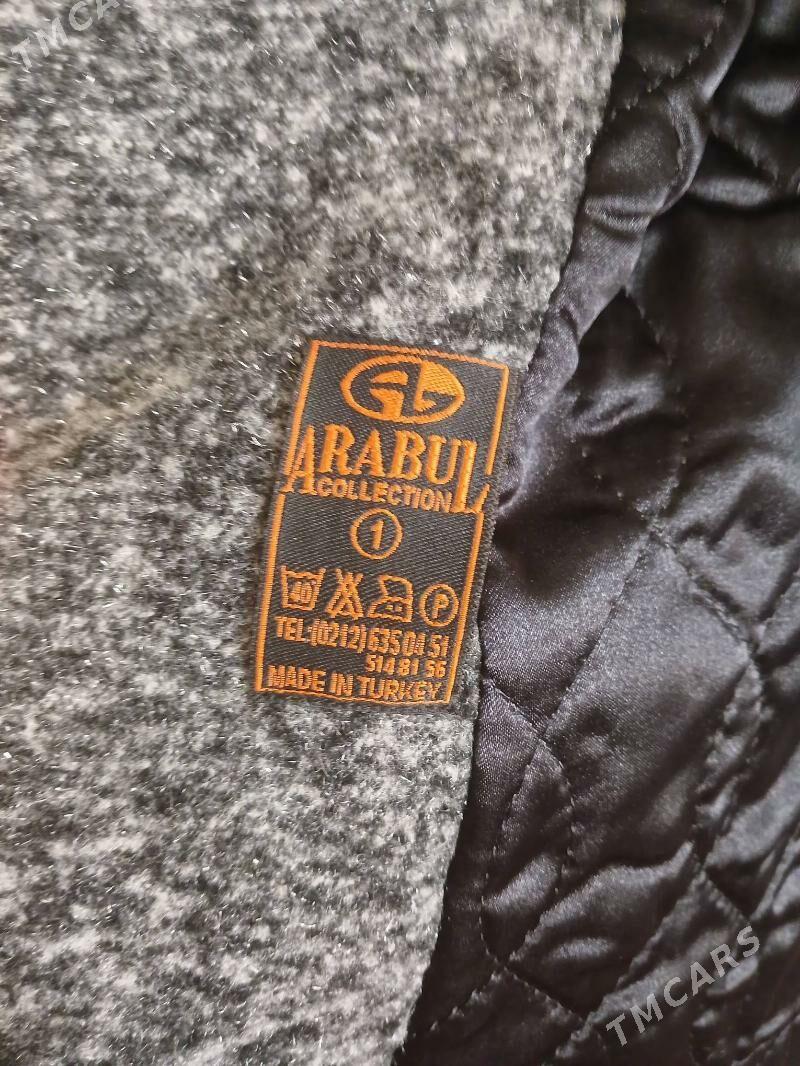 TMCARS
ARABUL
COLLECTION
1
40 P
TEL:(0212) 635 04 51
514 81 56
MADE IN TURKEY
TMCARS